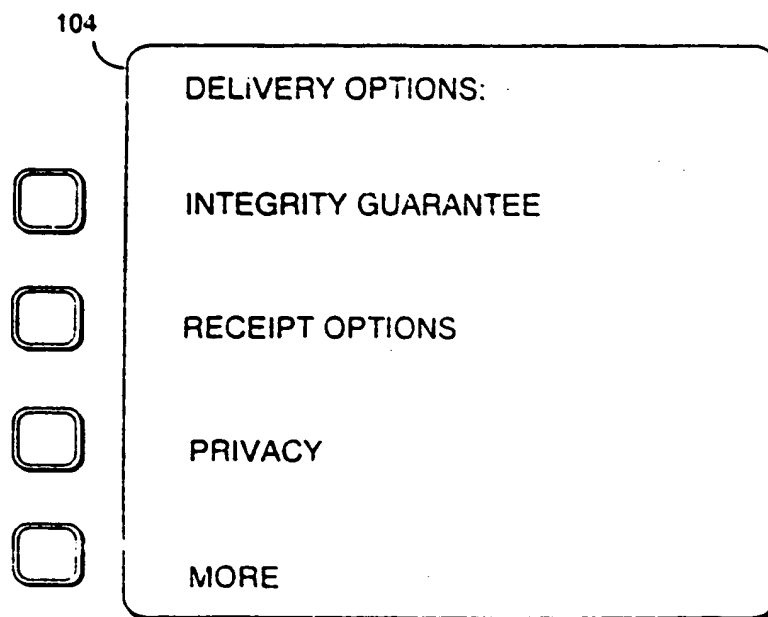 104
DELIVERY OPTIONS:
INTEGRITY GUARANTEE
RECEIPT OPTIONS
PRIVACY
MORE